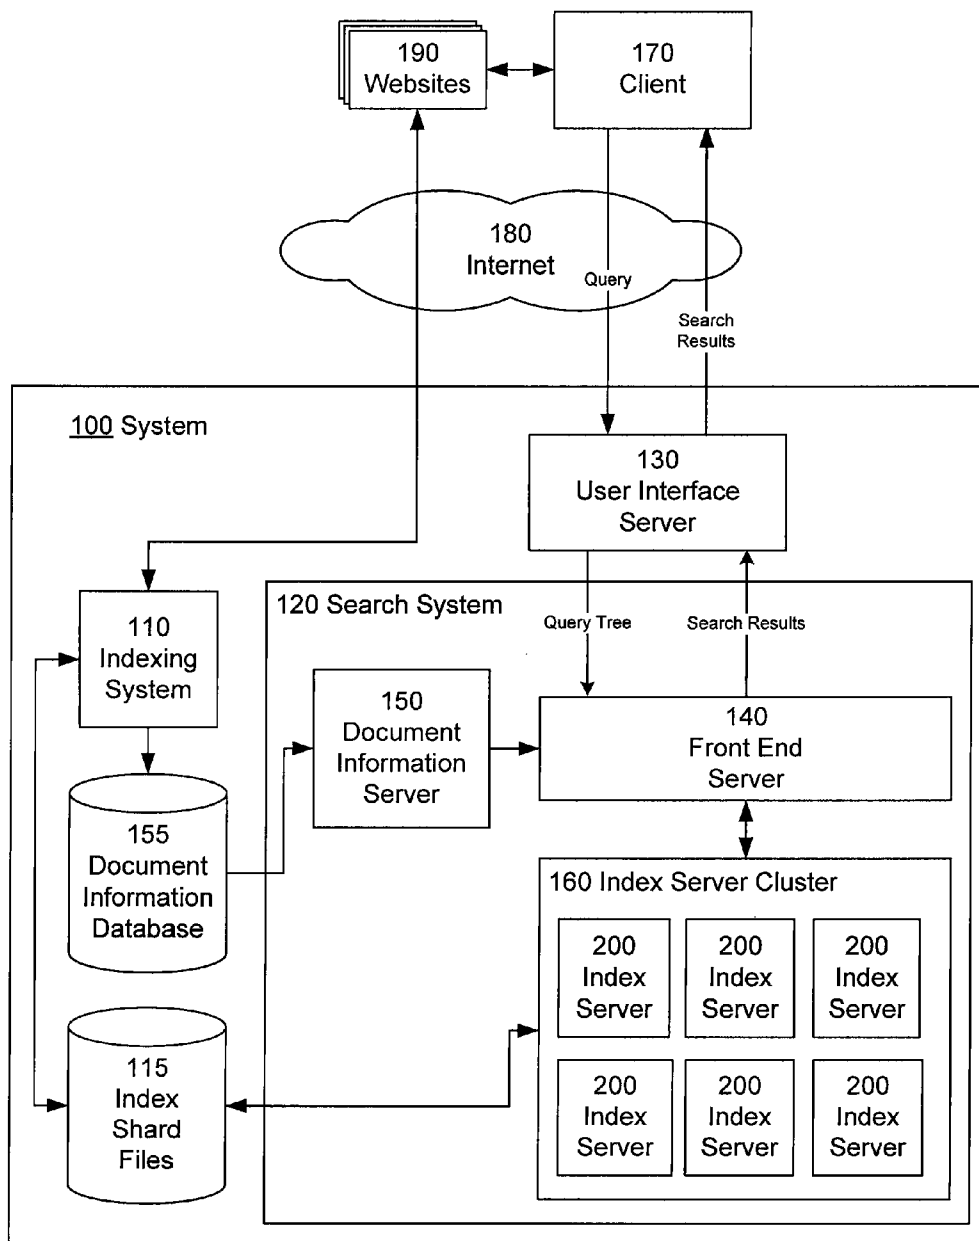 190
Websites
170
Client
180
Internet
Query
Search
Results
100 System
130
User Interface
Server
120 Search System
Query Tree
Search Results
110
Indexing
System
150
Document
Information
Server
140
Front End
Server
155
Document
Information
Database
160 Index Server Cluster
200
Index
Server
200
Index
Server
200
Index
Server
115
Index
Shard
Files
200
Index
Server
200
Index
Server
200
Index
Server